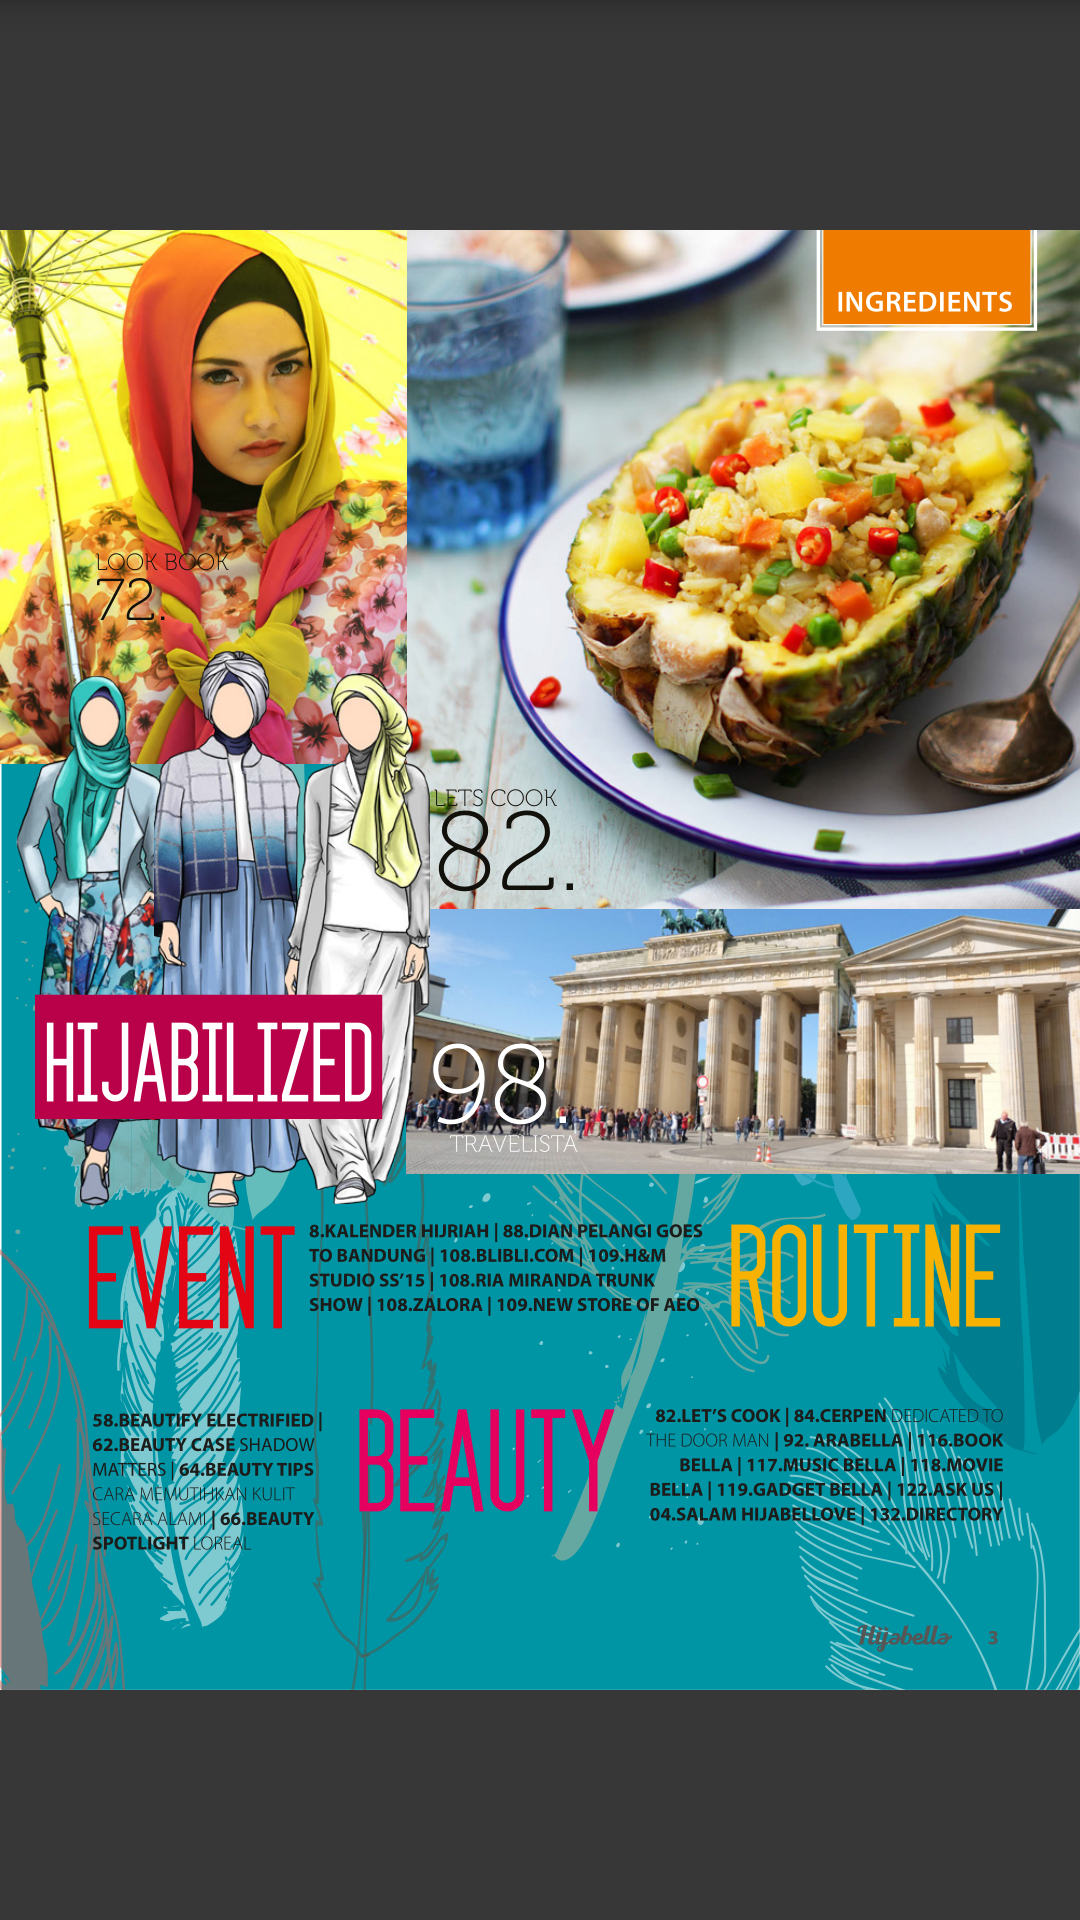 INGREDIENTS
LOOK BOOK
72.
LETS COOK
82.
HIJABILIZED
98.
TRAVELISTA
EVENT
8.KALENDER HIJRIAH | 88.DIAN PELANGI GOES
TO BANDUNG | 108.BLIBLI.COM | 109.H&M
STUDIO SS'15 | 108.RIA MIRANDA TRUNK
SHOW | 108.ZALORA | 109.NEW STORE OF AEO
ROUTINE
58.BEAUTIFY ELECTRIFIED |
62.BEAUTY CASE SHADOW
MATTERS | 64.BEAUTY TIPS
CARA MEMUTIHKAN KULIT
SECARA ALAMI | 66.BEAUTY
SPOTLIGHT LOREAL
BEAUTY
82.LET'S COOK | 84.CERPEN DEDICATED TO
THE DOOR MAN | 92. ARABELLA | 116.BOOK
BELLA | 117.MUSIC BELLA | 118.MOVIE
BELLA | 119.GADGET BELLA | 122.ASK US |
04.SALAM HIJABELLOVE | 132.DIRECTORY
Hijabella 3